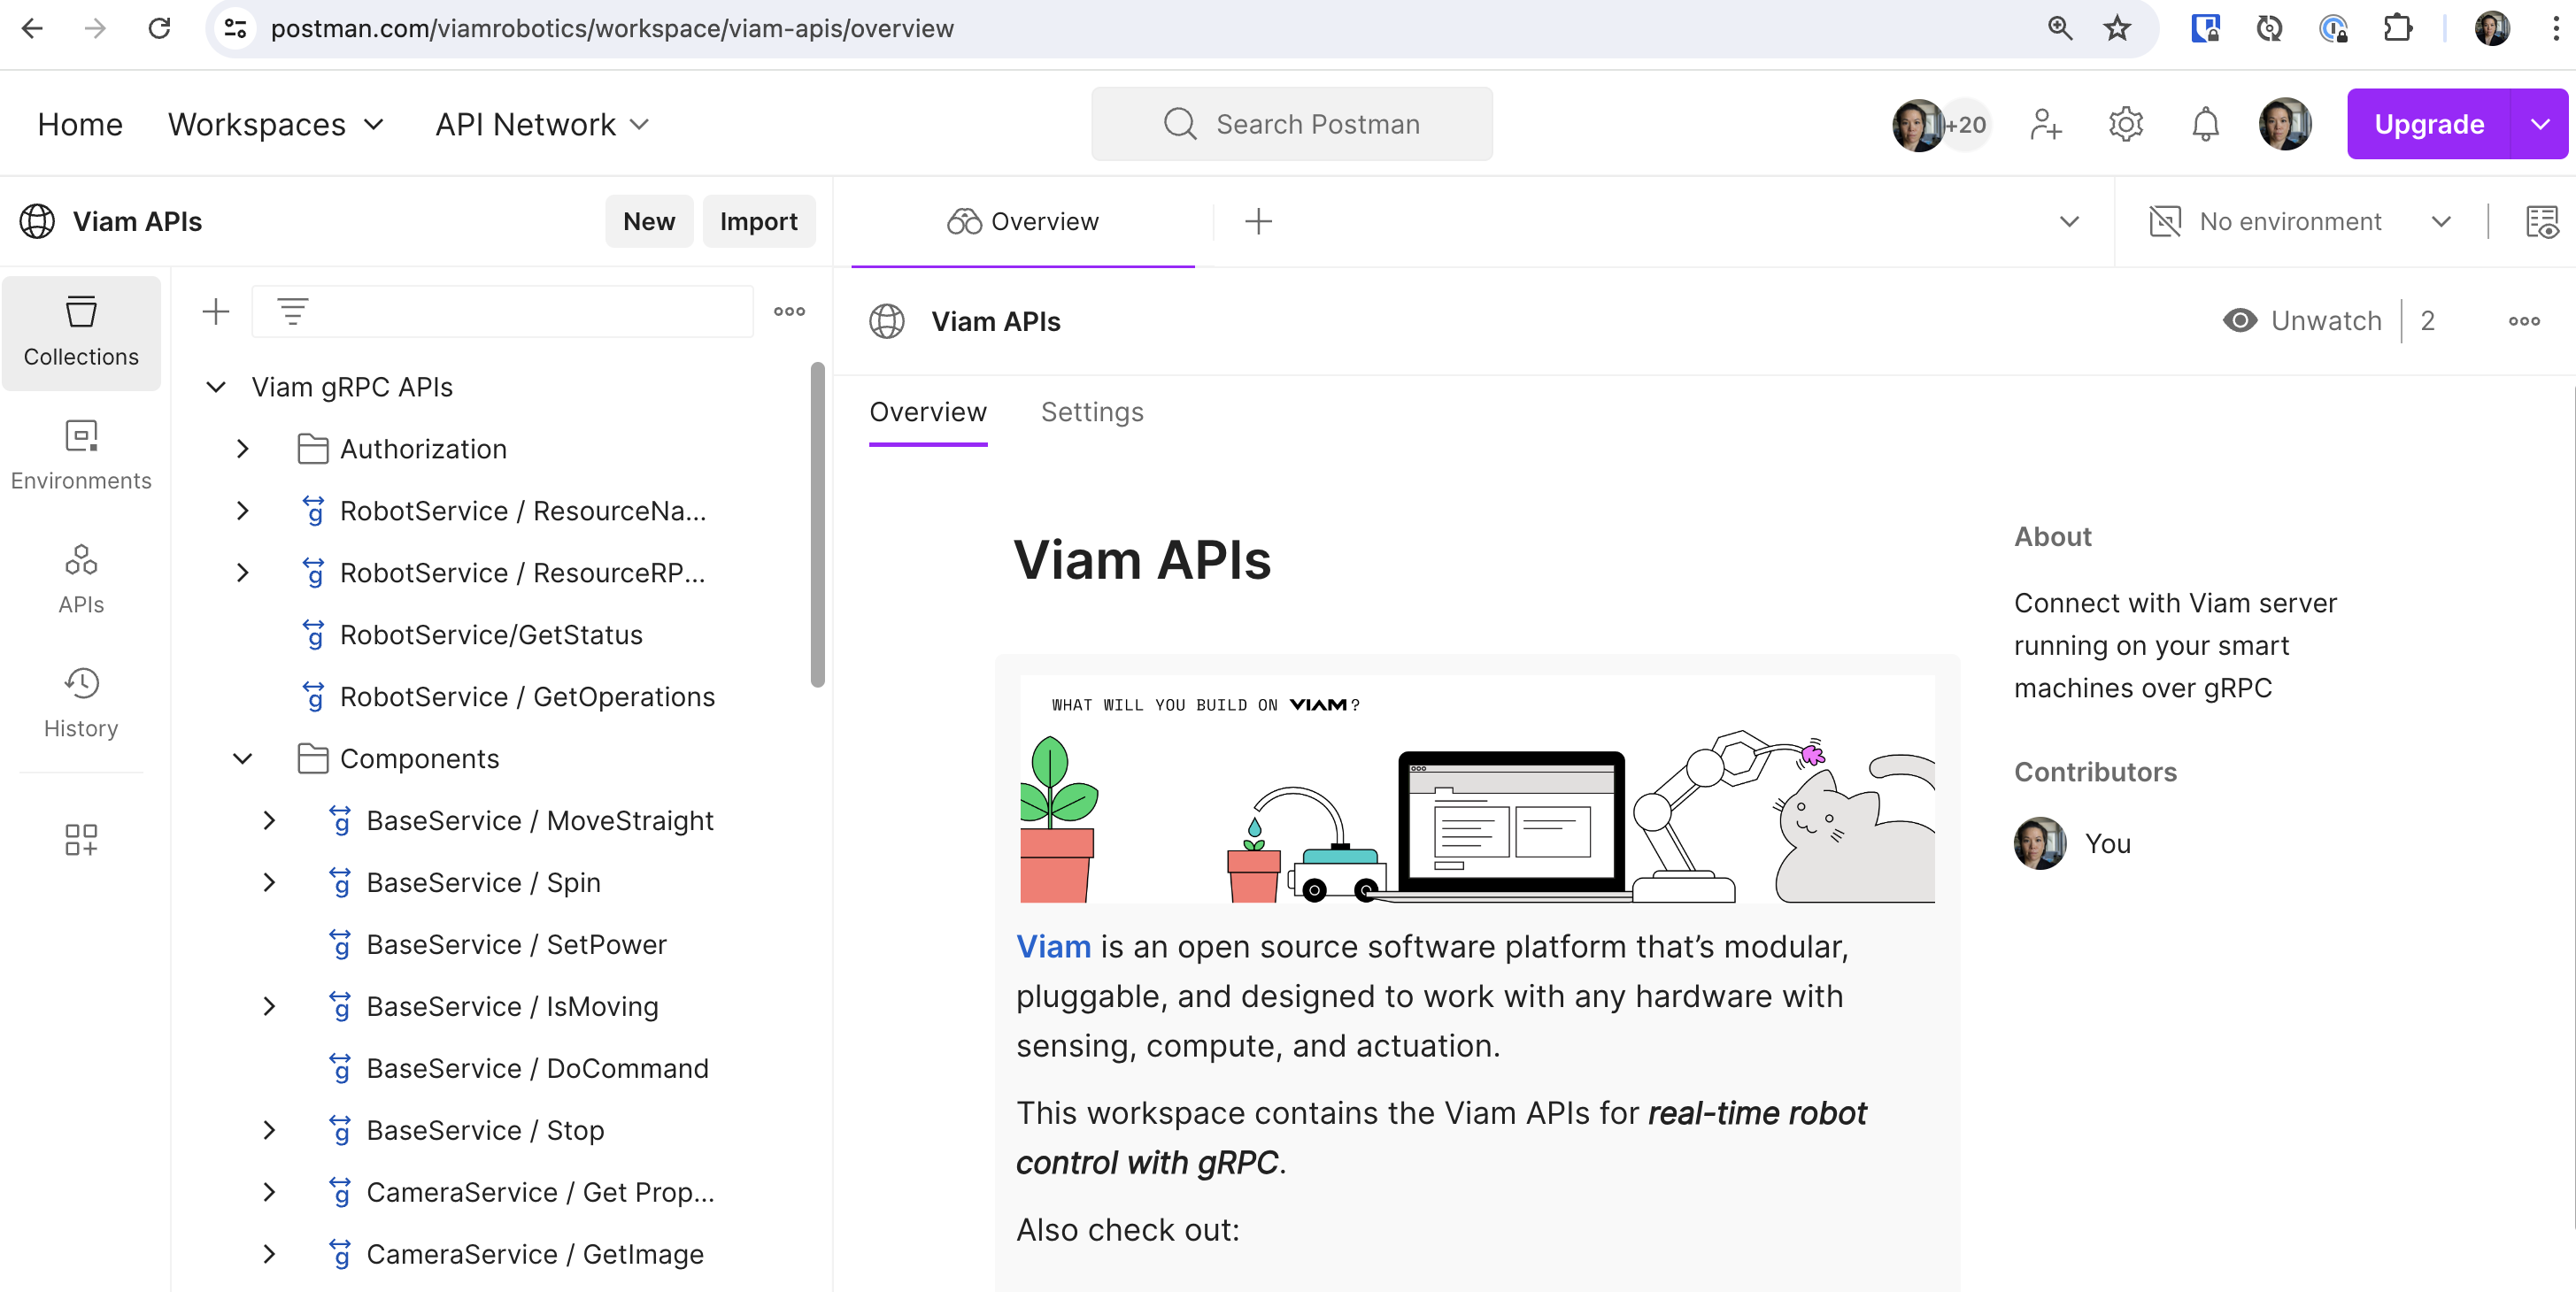 postman.com/viamrobotics/workspace/viam-apis/overview
Home Workspaces API Network Search Postman +20 Upgrade
Viam APIs New Import Overview No environment
Collections
Environments
APIs
History
Viam gRPC APIs
Authorization
RobotService / ResourceNa...
RobotService / ResourceRP...
RobotService/GetStatus
RobotService / GetOperations
Components
BaseService / MoveStraight
BaseService / Spin
BaseService / SetPower
BaseService / IsMoving
BaseService / DoCommand
BaseService / Stop
CameraService / Get Prop...
CameraService / GetImage
Viam APIs Unwatch 2
Overview Settings
Viam APIs
WHAT WILL YOU BUILD ON VIAM?
Viam is an open source software platform that’s modular,
pluggable, and designed to work with any hardware with
sensing, compute, and actuation.
This workspace contains the Viam APIs for real-time robot
control with gRPC.
Also check out:
About
Connect with Viam server
running on your smart
machines over gRPC
Contributors
You